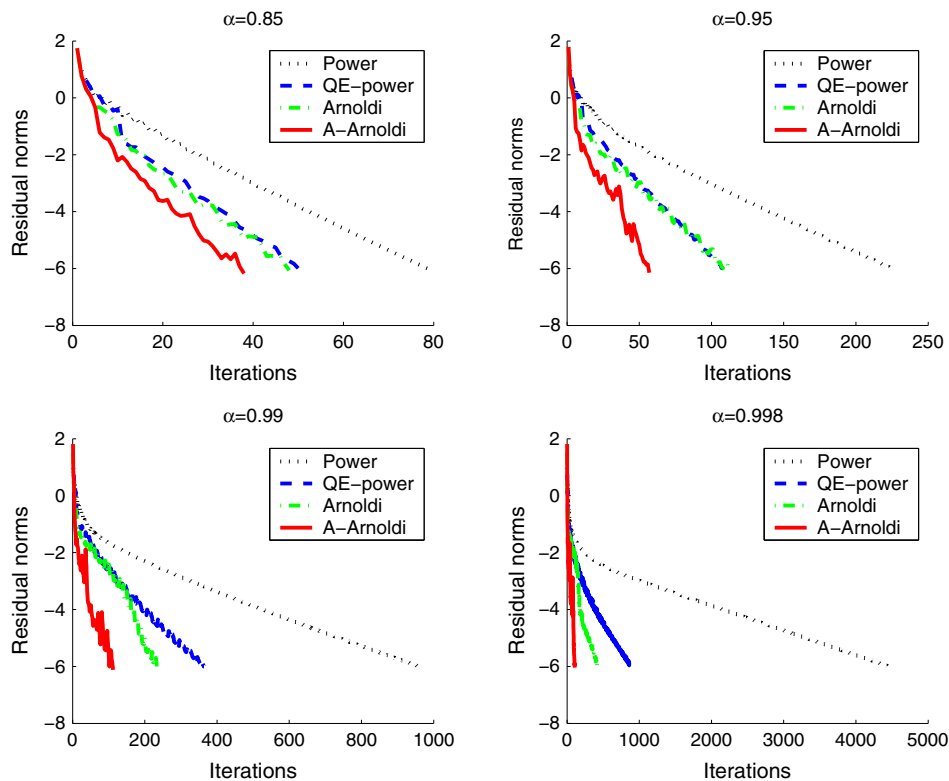 α=0.85
Residual norms
2
0
−2
−4
−6
−8
Power
QE−power
Arnoldi
A−Arnoldi
0 20 40 60 80
Iterations
α=0.95
Residual norms
2
0
−2
−4
−6
−8
Power
QE−power
Arnoldi
A−Arnoldi
0 50 100 150 200 250
Iterations
α=0.99
Residual norms
2
0
−2
−4
−6
−8
Power
QE−power
Arnoldi
A−Arnoldi
0 200 400 600 800 1000
Iterations
α=0.998
Residual norms
2
0
−2
−4
−6
−8
Power
QE−power
Arnoldi
A−Arnoldi
0 1000 2000 3000 4000 5000
Iterations